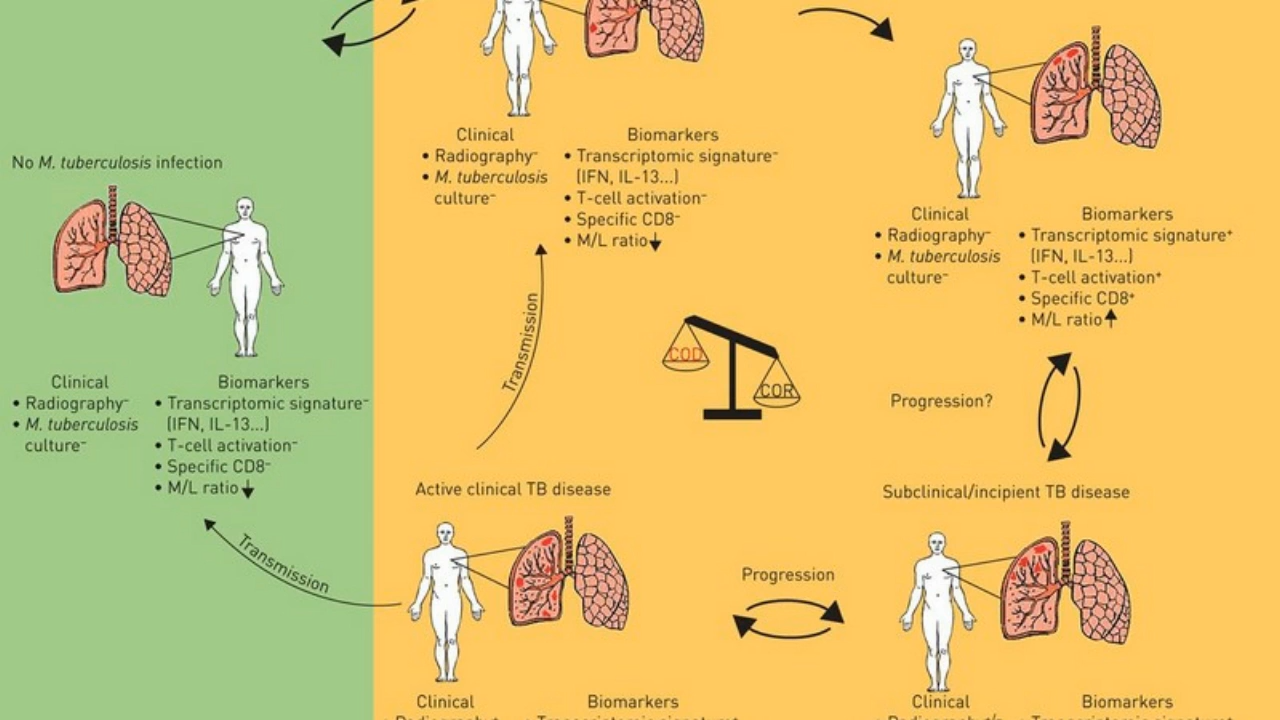 Clinical
• Radiography⁻
• M. tuberculosis
culture⁻
Biomarkers
• Transcriptomic signature⁻
(IFN, IL-13...)
• T-cell activation⁻
• Specific CD8⁻
• M/L ratio↓
Clinical
• Radiography⁻
• M. tuberculosis
culture⁻
Biomarkers
• Transcriptomic signature⁺
(IFN, IL-13...)
• T-cell activation⁺
• Specific CD8⁺
• M/L ratio↑
No M. tuberculosis infection
Clinical
• Radiography⁻
• M. tuberculosis
culture⁻
Biomarkers
• Transcriptomic signature⁻
(IFN, IL-13...)
• T-cell activation⁻
• Specific CD8⁻
• M/L ratio↓
Transmission
COD
COR
Progression?
Active clinical TB disease
Subclinical/incipient TB disease
Transmission
Progression
Clinical
Biomarkers
Clinical
Biomarkers